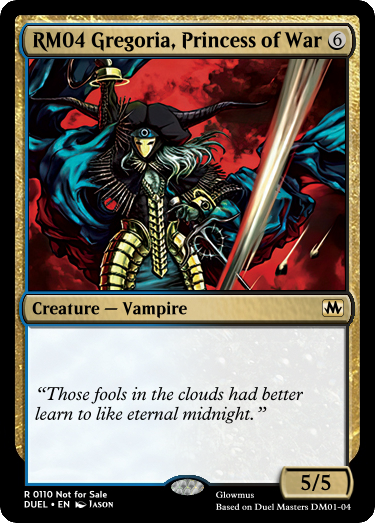 RM04 Gregoria, Princess of War 6
Creature — Vampire
“Those fools in the clouds had better
learn to like eternal midnight.”
5/5
R 0110 Not for Sale
DUEL • EN JASON
Glowmus
Based on Duel Masters DM01-04